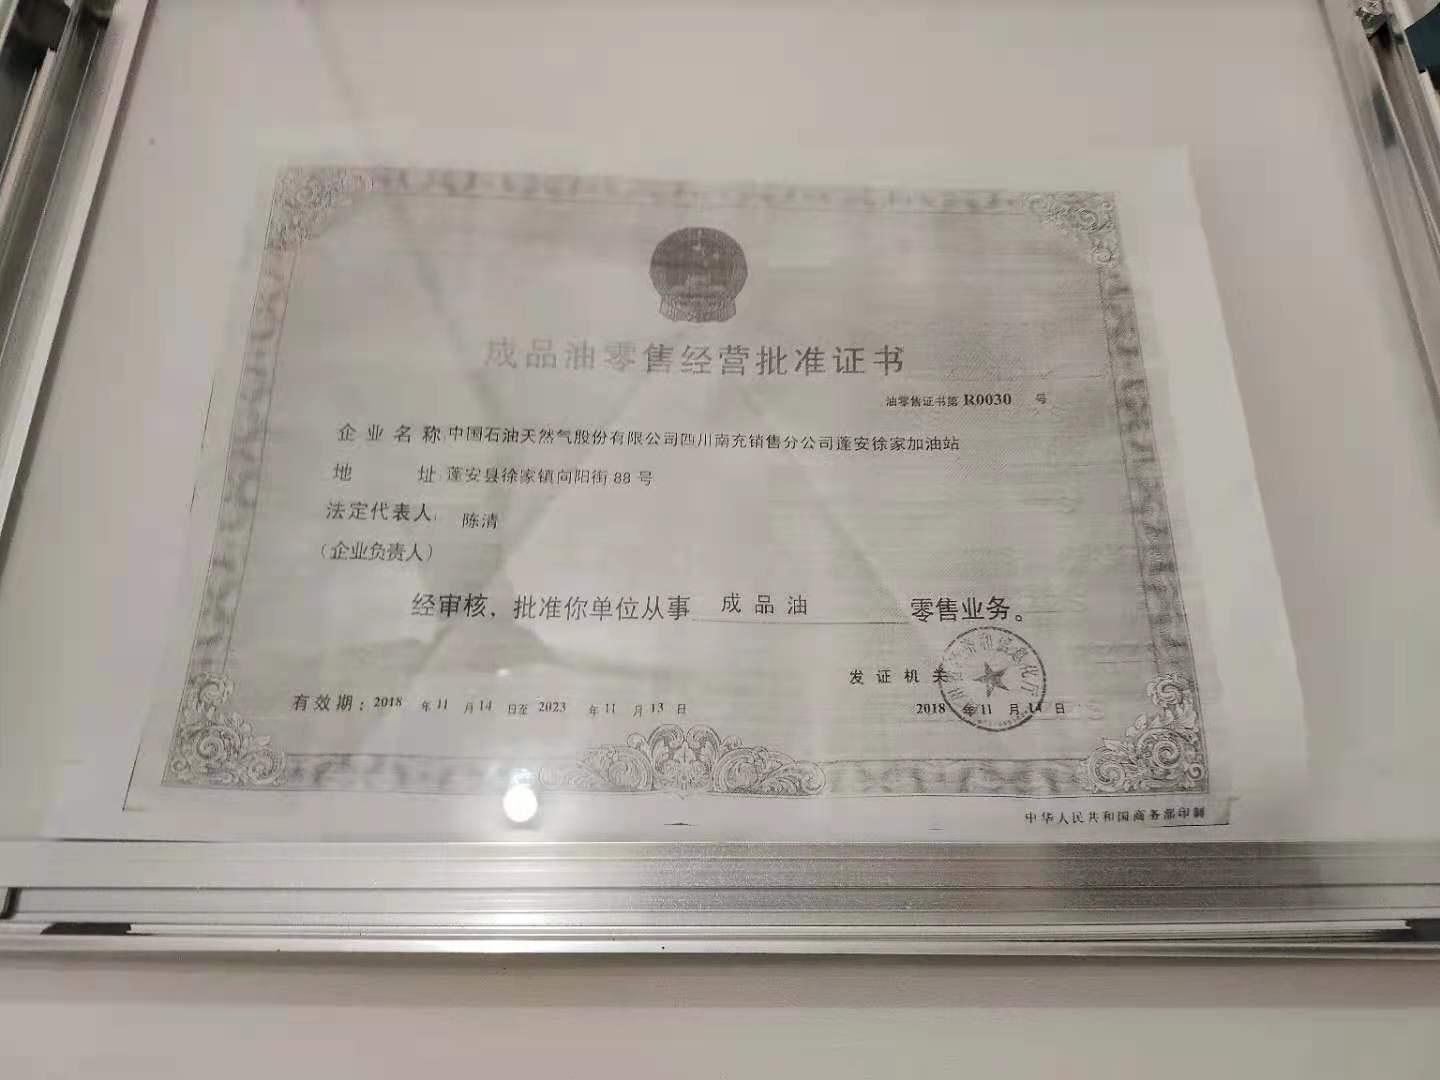 成品油零售经营批准证书
油零售证书第 R0030 号
企业名称:中国石油天然气股份有限公司四川南充销售分公司蓬安徐家加油站
地 址:蓬安县徐家镇向阳街 88 号
法定代表人: 陈清
（企业负责人）
经审核，批准你单位从事 成品油 零售业务。
发证机关
有效期：2018 年 11 月 14 日至 2023 年 11 月 13 日
2018 年 11 月 14 日
中华人民共和国商务部印制